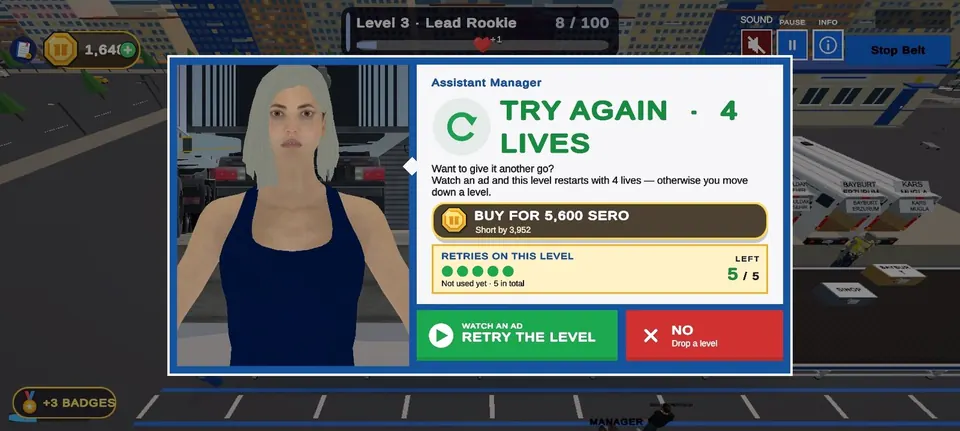 Level 3 · Lead Rookie 8 / 100
+1
SOUND
PAUSE
INFO
Stop Belt
Assistant Manager
TRY AGAIN · 4
LIVES
Want to give it another go?
Watch an ad and this level restarts with 4 lives — otherwise you move
down a level.
BUY FOR 5,600 SERO
Short by 3,952
RETRIES ON THIS LEVEL
Not used yet · 5 in total
LEFT
5 / 5
WATCH AN AD
RETRY THE LEVEL
NO
Drop a level
BAYBURT
ERZURUM
KARS
MUGLA
+3 BADGES
MANAGER